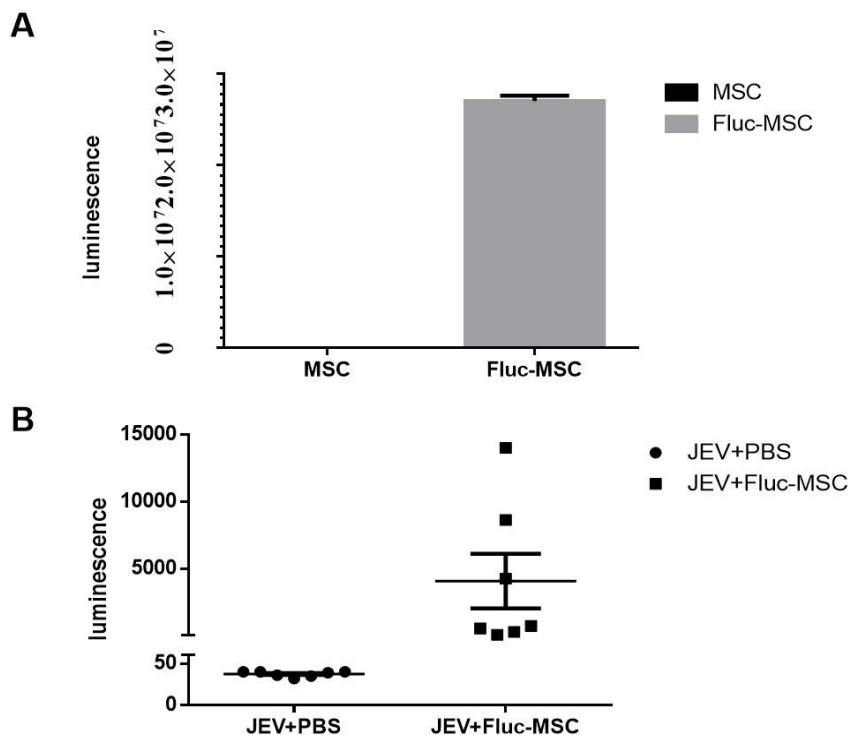 A
luminescence
3.0×10⁷
2.0×10⁷
1.0×10⁷
0
MSC
Fluc-MSC
MSC
Fluc-MSC
B
luminescence
15000
10000
5000
50
0
JEV+PBS
JEV+Fluc-MSC
JEV+PBS
JEV+Fluc-MSC